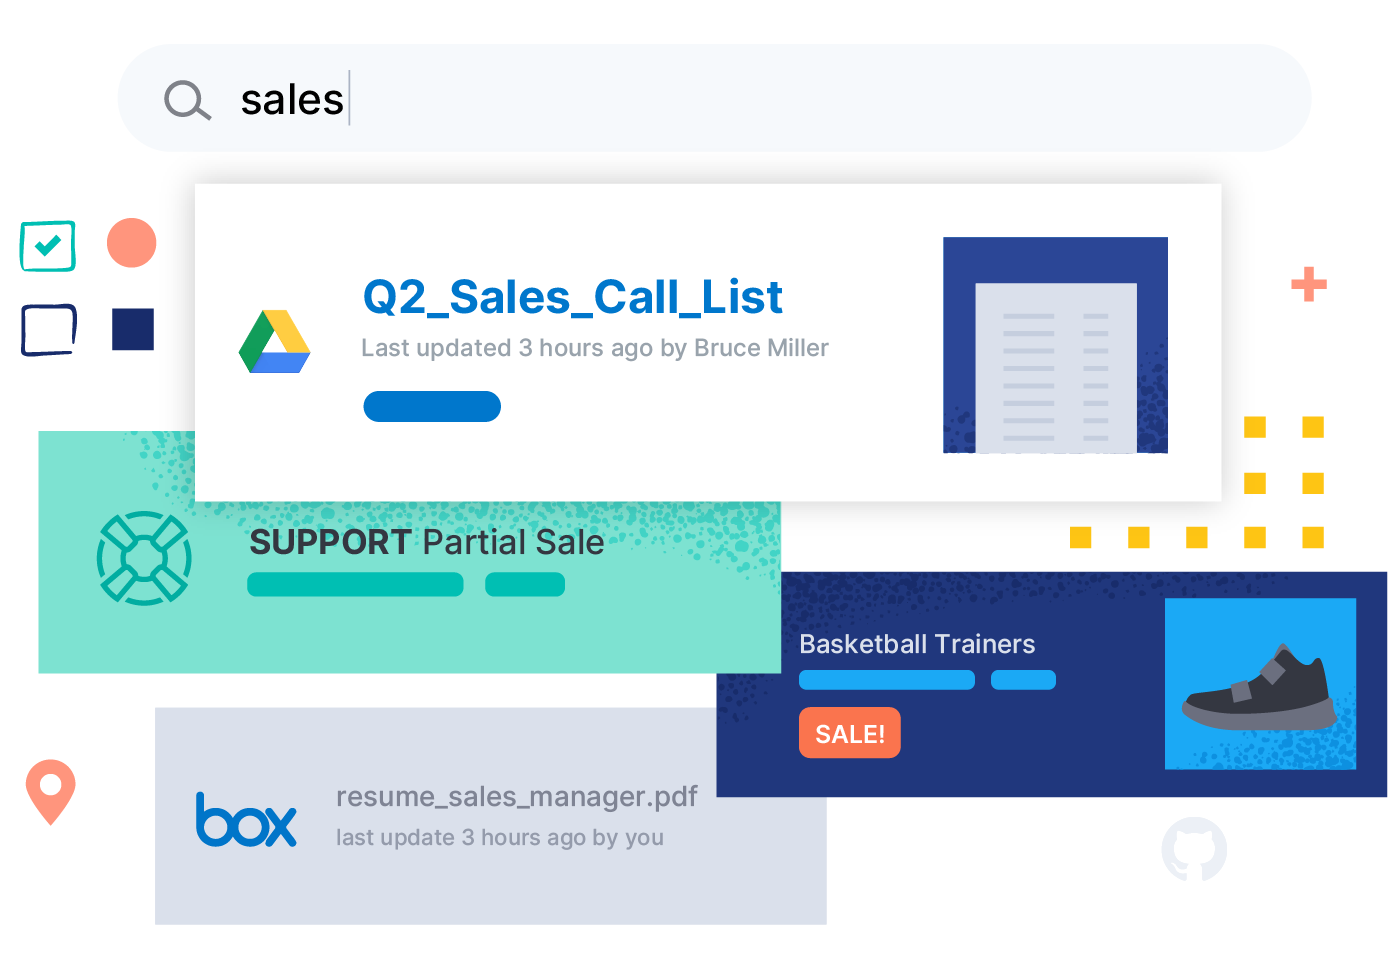 sales
Q2_Sales_Call_List
Last updated 3 hours ago by Bruce Miller
SUPPORT Partial Sale
Basketball Trainers
SALE!
box
resume_sales_manager.pdf
last update 3 hours ago by you